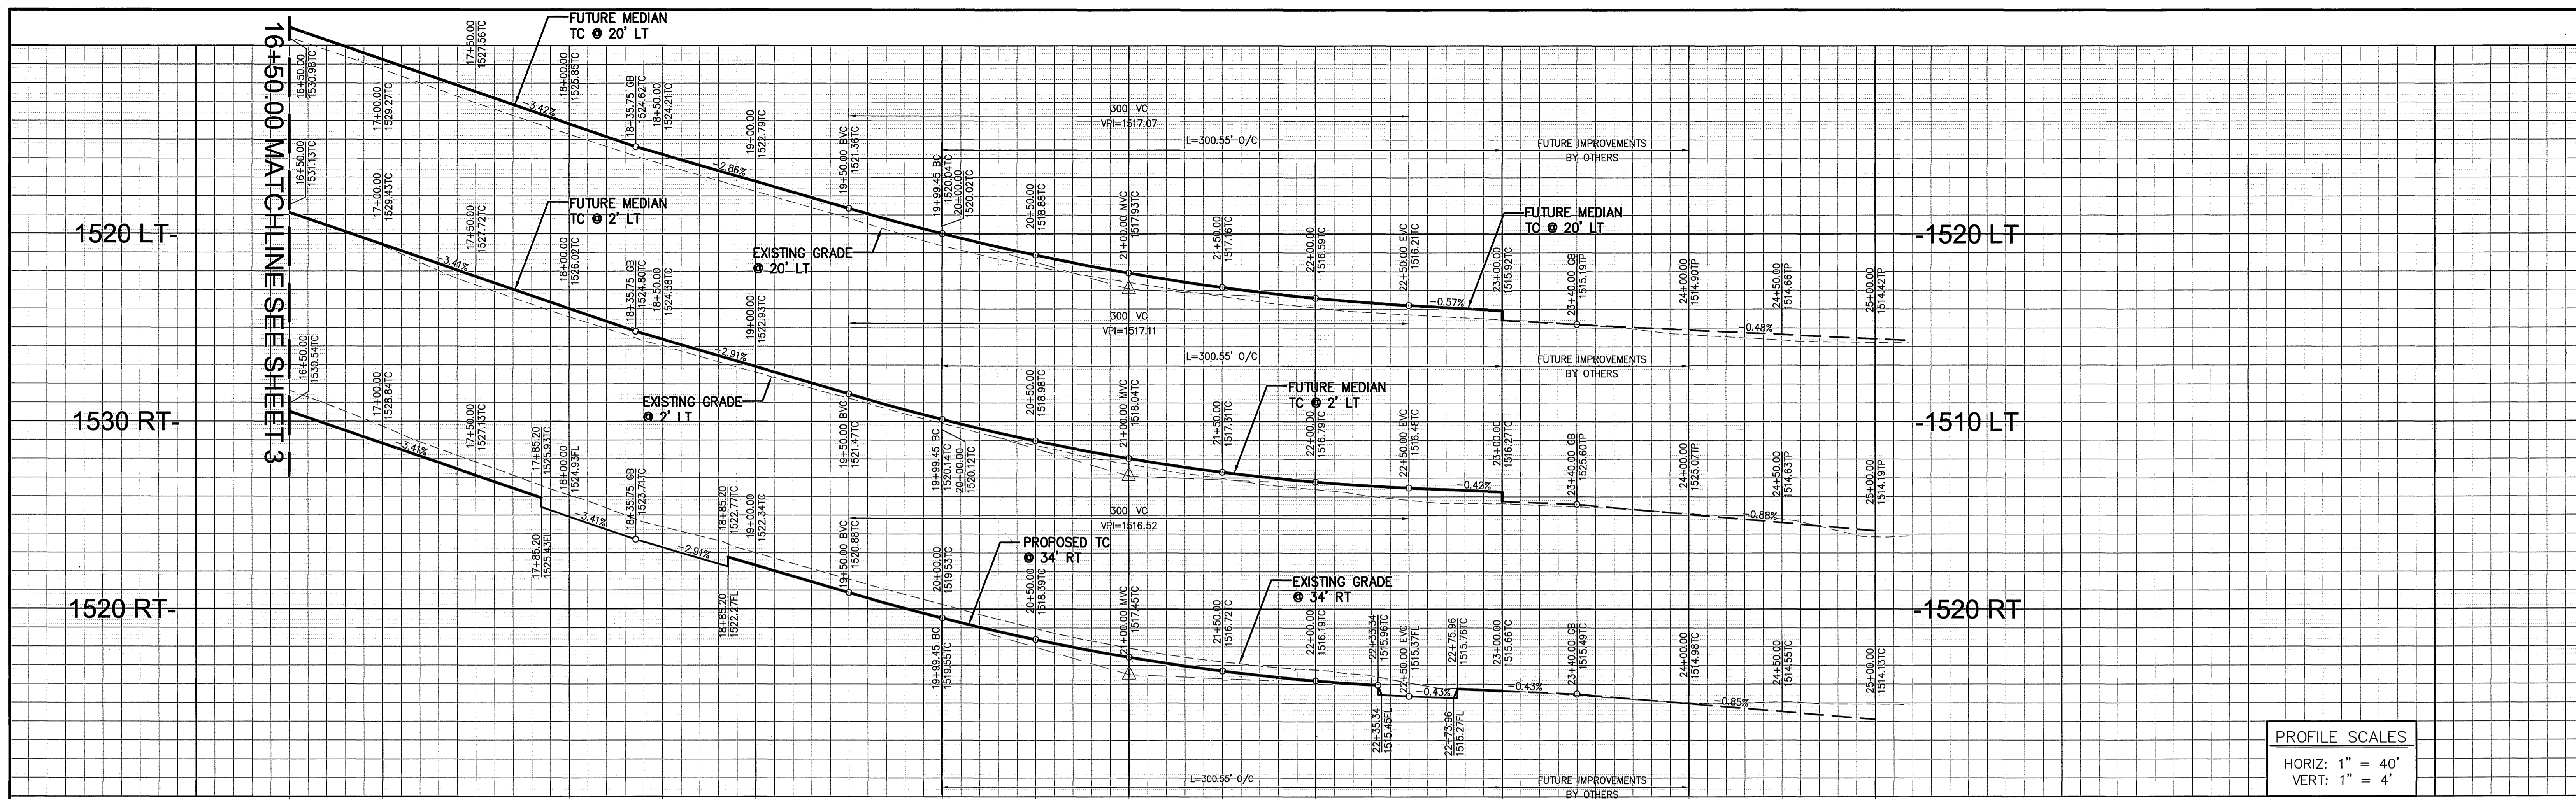 16+50.00 MATCHLINE SEE SHEET 3
FUTURE MEDIAN
TC @ 20' LT
16+50.00
1530.98TC
17+00.00
1529.27TC
17+50.00
1527.56TC
-3.42%
18+00.00
1525.85TC
18+35.75 GB
1524.62TC
18+50.00
1524.21TC
-2.86%
19+00.00
1522.79TC
19+50.00 BVC
1521.36TC
300 VC
VPI=1517.07
L=300.55' O/C
FUTURE IMPROVEMENTS
BY OTHERS
19+99.45 BC
1520.04TC
20+00.00
1520.02TC
20+50.00
1518.88TC
21+00.00 MVC
1517.93TC
21+50.00
1517.16TC
22+00.00
1516.59TC
22+50.00 EVC
1516.21TC
-0.57%
23+00.00
1515.92TC
FUTURE MEDIAN
TC @ 20' LT
23+40.00 GB
1515.19TP
24+00.00
1514.90TP
-0.48%
24+50.00
1514.66TP
25+00.00
1514.42TP
EXISTING GRADE
@ 20' LT
1520 LT-
-1520 LT
16+50.00
1531.13TC
17+00.00
1529.43TC
-3.41%
17+50.00
1527.72TC
FUTURE MEDIAN
TC @ 2' LT
18+00.00
1526.02TC
18+35.75 GB
1524.80TC
18+50.00
1524.38TC
-2.91%
19+00.00
1522.93TC
19+50.00 BVC
1521.47TC
300 VC
VPI=1517.11
L=300.55' O/C
FUTURE IMPROVEMENTS
BY OTHERS
EXISTING GRADE
@ 2' LT
19+99.45 BC
1520.14TC
20+00.00
1520.12TC
20+50.00
1518.98TC
21+00.00 MVC
1518.04TC
21+50.00
1517.31TC
FUTURE MEDIAN
TC @ 2' LT
22+00.00
1516.79TC
22+50.00 EVC
1516.48TC
-0.42%
23+00.00
1516.27TC
23+40.00 GB
1525.60TP
24+00.00
1525.07TP
-0.88%
24+50.00
1514.63TP
25+00.00
1514.19TP
1530 RT-
-1510 LT
16+50.00
1530.54TC
17+00.00
1528.84TC
-3.41%
17+50.00
1527.13TC
17+85.20
1525.93TC
17+85.20
1525.43FL
18+00.00
1524.93FL
-3.41%
18+35.75 GB
1523.71TC
-2.91%
18+85.20
1522.77TC
18+85.20
1522.27FL
19+00.00
1522.34TC
19+50.00 BVC
1520.88TC
300 VC
VPI=1516.52
19+99.45 BC
1519.55TC
20+00.00
1519.53TC
PROPOSED TC
@ 34' RT
20+50.00
1518.39TC
21+00.00 MVC
1517.45TC
21+50.00
1516.72TC
EXISTING GRADE
@ 34' RT
22+00.00
1516.19TC
22+33.34
1515.96TC
22+35.34
1515.45FL
22+50.00 EVC
1515.37FL
-0.43%
22+75.96
1515.76TC
22+73.96
1515.27FL
23+00.00
1515.66TC
-0.43%
23+40.00 GB
1515.49TC
24+00.00
1514.98TC
-0.85%
24+50.00
1514.55TC
25+00.00
1514.13TC
1520 RT-
-1520 RT
L=300.55' O/C
FUTURE IMPROVEMENTS
BY OTHERS
PROFILE SCALES
HORIZ: 1" = 40'
VERT: 1" = 4'